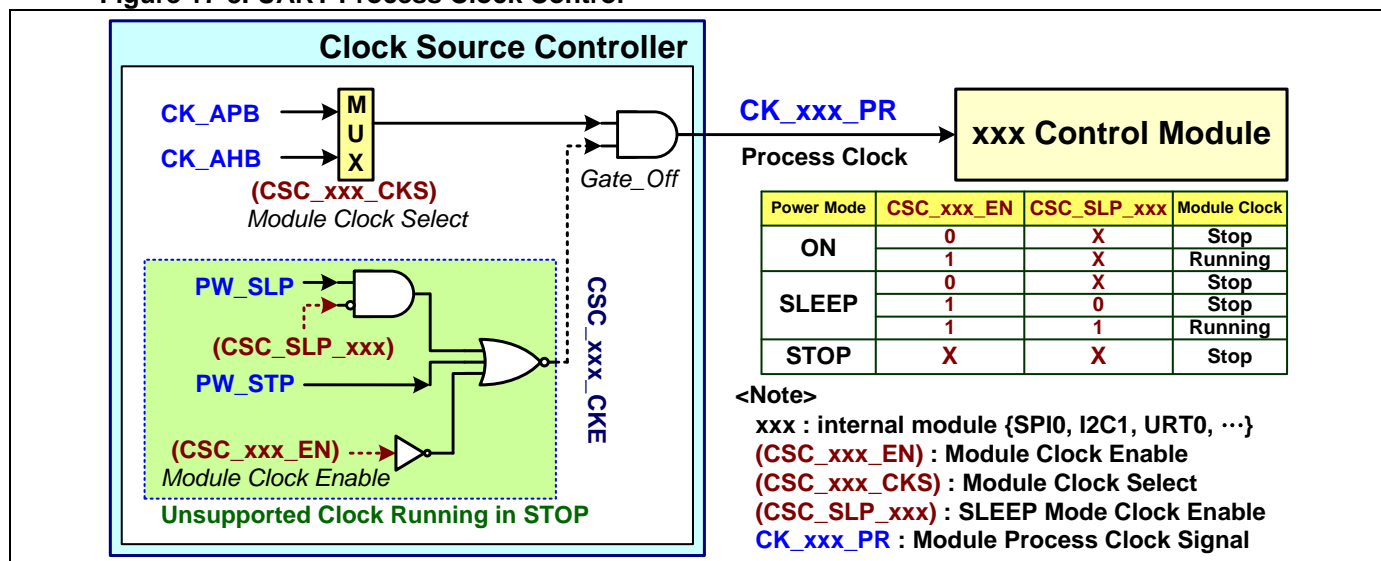 Clock Source Controller
CK_APB
CK_AHB
M
U
X
(CSC_xxx_CKS)
Module Clock Select
Gate_Off
CK_xxx_PR
Process Clock
xxx Control Module
PW_SLP
(CSC_SLP_xxx)
PW_STP
(CSC_xxx_EN)
Module Clock Enable
Unsupported Clock Running in STOP
CSC_xxx_CKE
Power Mode CSC_xxx_EN CSC_SLP_xxx Module Clock
ON 0 X Stop
1 X Running
SLEEP 0 X Stop
1 0 Stop
1 1 Running
STOP X X Stop
<Note>
xxx : internal module {SPI0, I2C1, URT0, ⋯}
(CSC_xxx_EN) : Module Clock Enable
(CSC_xxx_CKS) : Module Clock Select
(CSC_SLP_xxx) : SLEEP Mode Clock Enable
CK_xxx_PR : Module Process Clock Signal